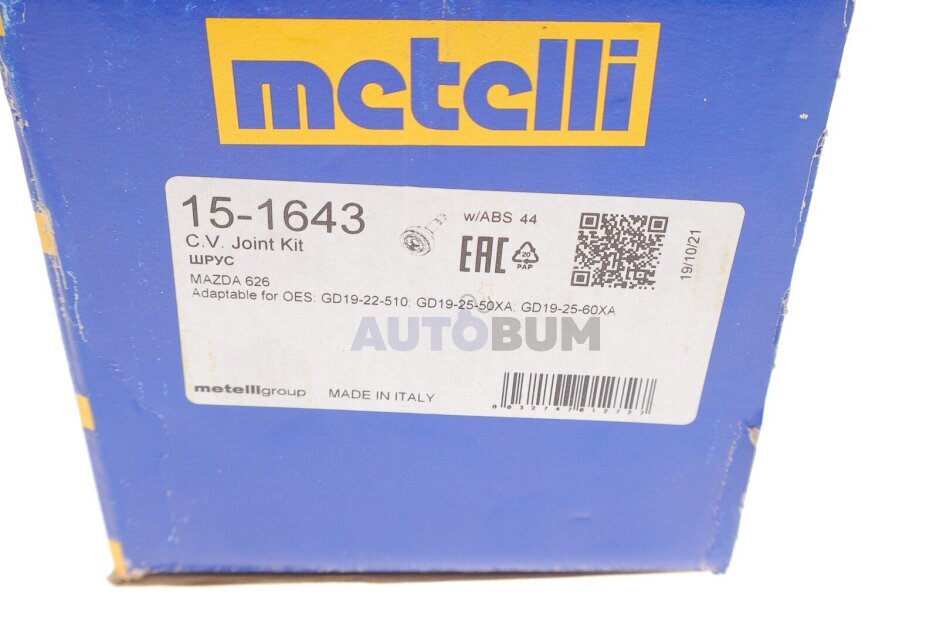 metelli
15-1643
w/ABS 44
C.V. Joint Kit
ШРУС
EAC
20
PAP
19/10/21
MAZDA 626
Adaptable for OES: GD19-22-510; GD19-25-50XA; GD19-25-60XA
AUTOBUM
metelligroup
MADE IN ITALY
8032747012727